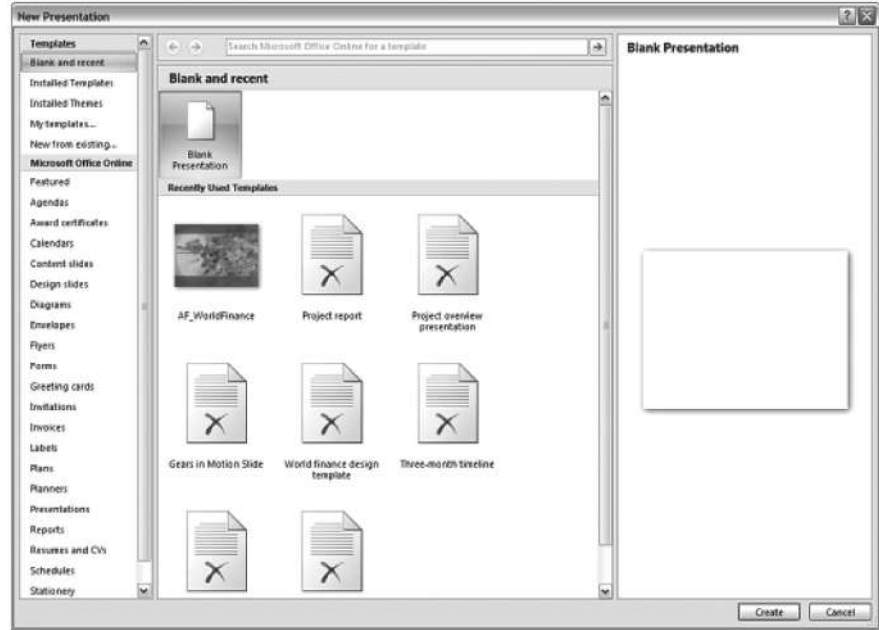 New Presentation
Templates
Blank and recent
Installed Templates
Installed Themes
My templates...
New from existing...
Microsoft Office Online
Featured
Agendas
Award certificates
Calendars
Content slides
Design slides
Diagrams
Envelopes
Flyers
Forms
Greeting cards
Invitations
Invoices
Labels
Plans
Planners
Presentations
Reports
Resumes and CVs
Schedules
Stationery
Search Microsoft Office Online for a template
Blank and recent
Blank
Presentation
Recently Used Templates
AF_WorldFinance
Project report
Project overview
presentation
Gears in Motion Slide
World finance design
template
Three-month timeline
Blank Presentation
Create
Cancel